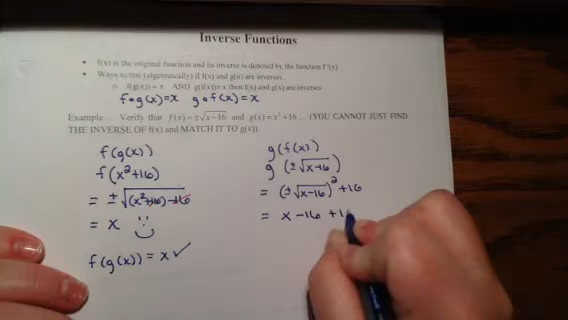 Inverse Functions
• f(x) is the original function and its inverse is denoted by the function f⁻¹(x)
• Ways to test (algebraically) if f(x) and g(x) are inverses.
o f(g(x)) = x AND g(f(x)) = x then f(x) and g(x) are inverses
f∘g(x)=x g∘f(x)=x
Example... Verify that f(x) = ±√x−16 and g(x) = x² + 16 ... (YOU CANNOT JUST FIND
THE INVERSE OF f(x) and MATCH IT TO g(x))
f(g(x))
f(x²+16)
= ±√(x²+16)−16
= x
f(g(x)) = x ✓
g(f(x))
g(±√x−16)
= (±√x−16)² +16
= x −16 +1